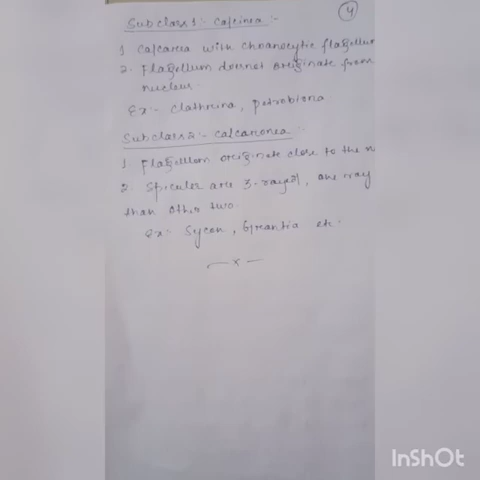 4
Subclass 1:- Calcinea :-
1 Calcarea with choanocytic flagellum
2. Flagellum doesnot originate from
nucleus.
Ex:- Clathrina, petrobiona
Subclass 2:- Calcaronea :-
1 Flagellum originate close to the n
2. Spicules are 3-rayed, one ray
than other two.
Ex:- Sycon, Grantia etc.
— x —
InShOt